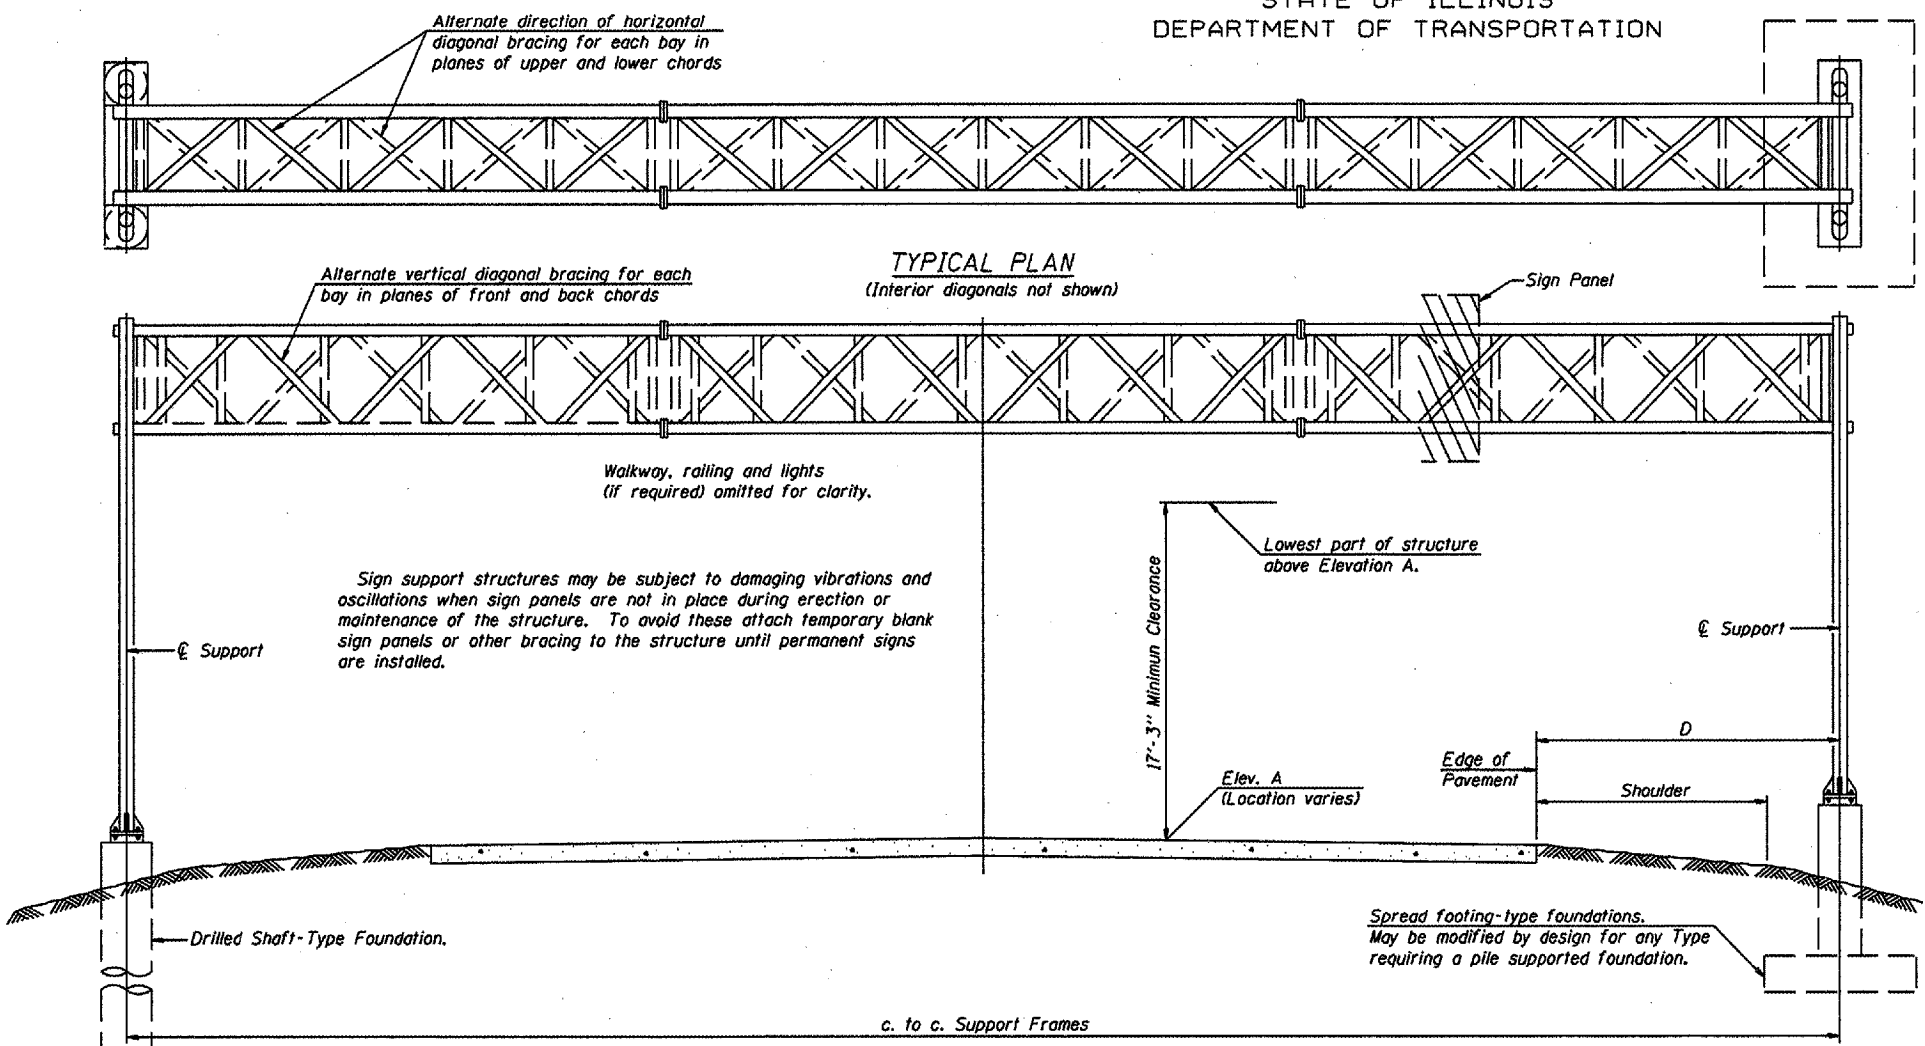 STATE OF ILLINOIS
DEPARTMENT OF TRANSPORTATION
Alternate direction of horizontal
diagonal bracing for each bay in
planes of upper and lower chords
TYPICAL PLAN
(Interior diagonals not shown)
Alternate vertical diagonal bracing for each
bay in planes of front and back chords
Sign Panel
Walkway, railing and lights
(if required) omitted for clarity.
Lowest part of structure
above Elevation A.
Sign support structures may be subject to damaging vibrations and
oscillations when sign panels are not in place during erection or
maintenance of the structure. To avoid these attach temporary blank
sign panels or other bracing to the structure until permanent signs
are installed.
℄ Support
℄ Support
17'-3" Minimun Clearance
D
Edge of
Pavement
Shoulder
Elev. A
(Location varies)
Drilled Shaft-Type Foundation.
Spread footing-type foundations.
May be modified by design for any Type
requiring a pile supported foundation.
c. to c. Support Frames